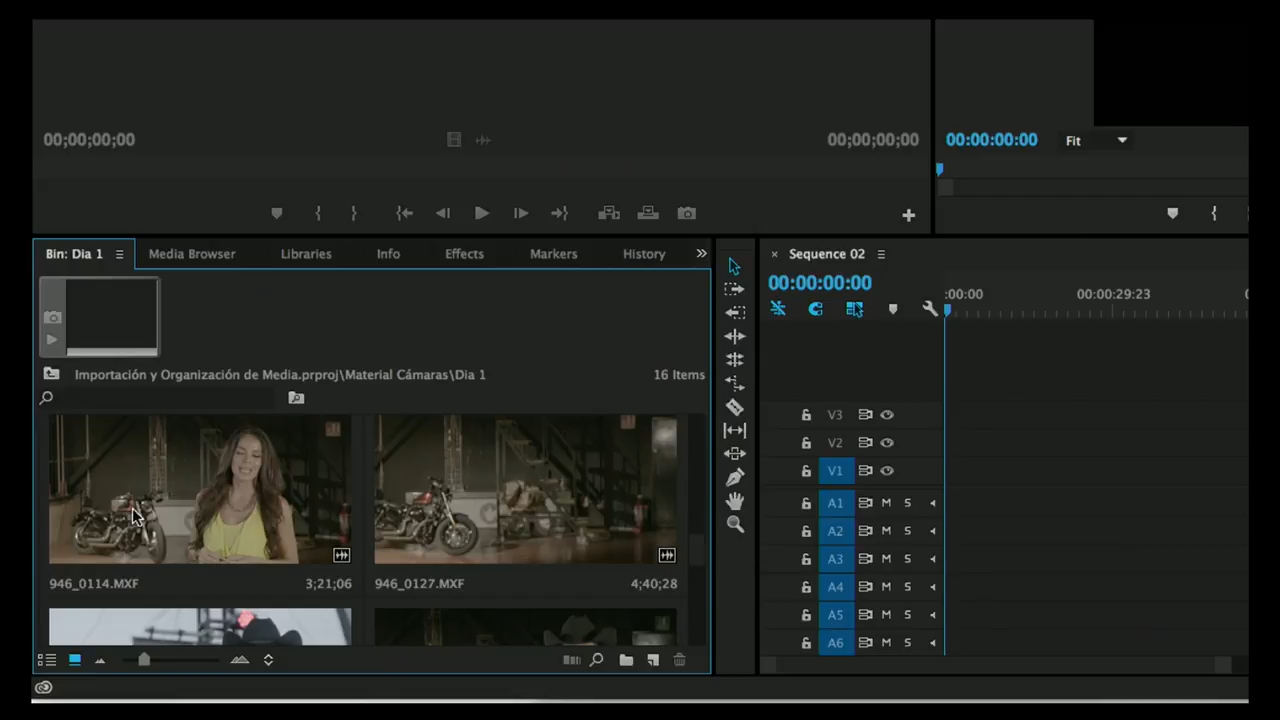 00;00;00;00
00;00;00;00
00:00:00:00
Fit
Bin: Dia 1
Media Browser
Libraries
Info
Effects
Markers
History
Sequence 02
00:00:00:00
:00:00
00:00:29:23
Importación y Organización de Media.prproj\Material Cámaras\Dia 1
16 Items
V3
V2
V1
A1 M S
A2 M S
A3 M S
A4 M S
A5 M S
A6 M S
946_0114.MXF
3;21;06
946_0127.MXF
4;40;28